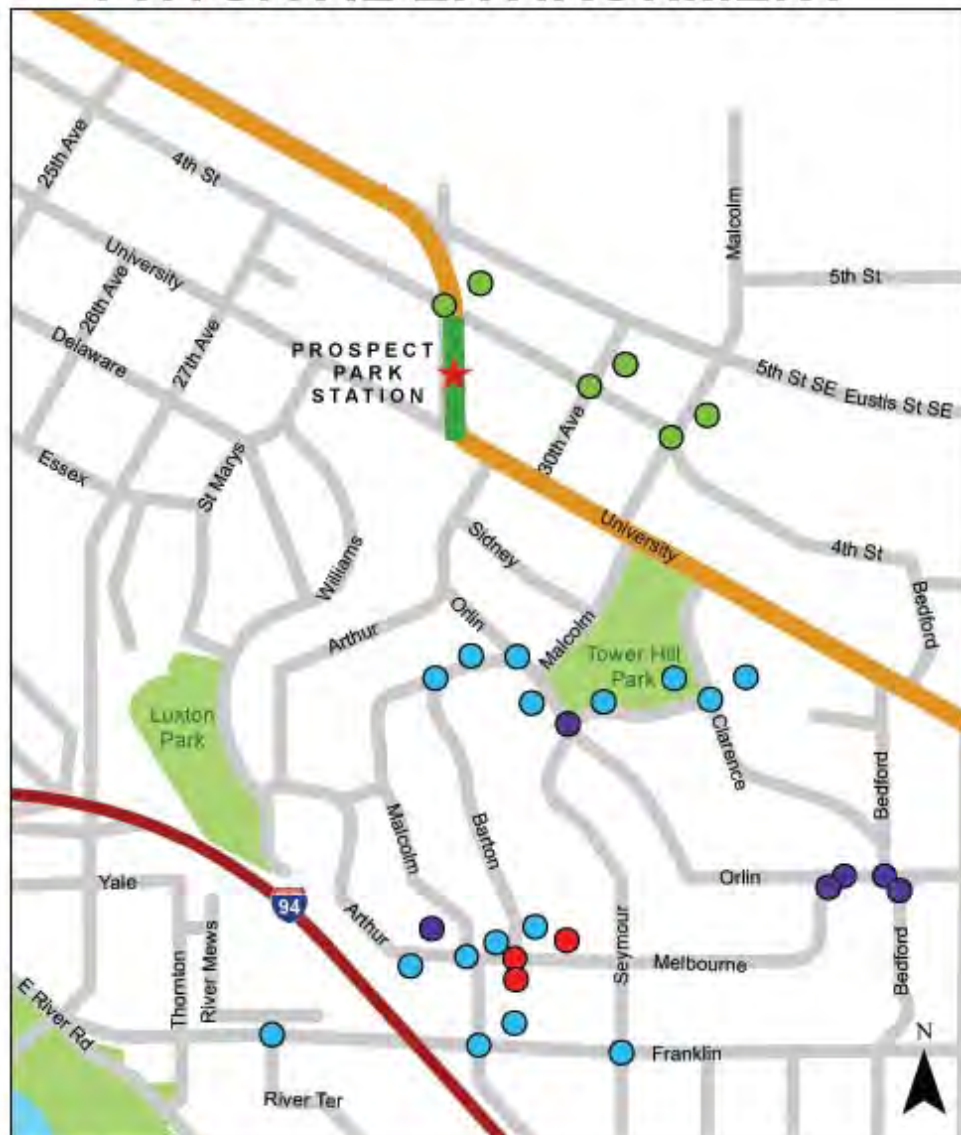 25th Ave
4th St
University
26th Ave
27th Ave
Delaware
Essex
St Marys
Williams
PROSPECT
PARK
STATION
Malcolm
5th St
5th St SE
Eustis St SE
30th Ave
University
4th St
Bedford
Sidney
Orlin
Arthur
Malcolm
Tower Hill
Park
Luxton
Park
Clarence
Bedford
Malcolm
Barton
Orlin
Yale
94
Arthur
Seymour
Melbourne
Bedford
Thornton
River Mews
E River Rd
Franklin
River Ter
N